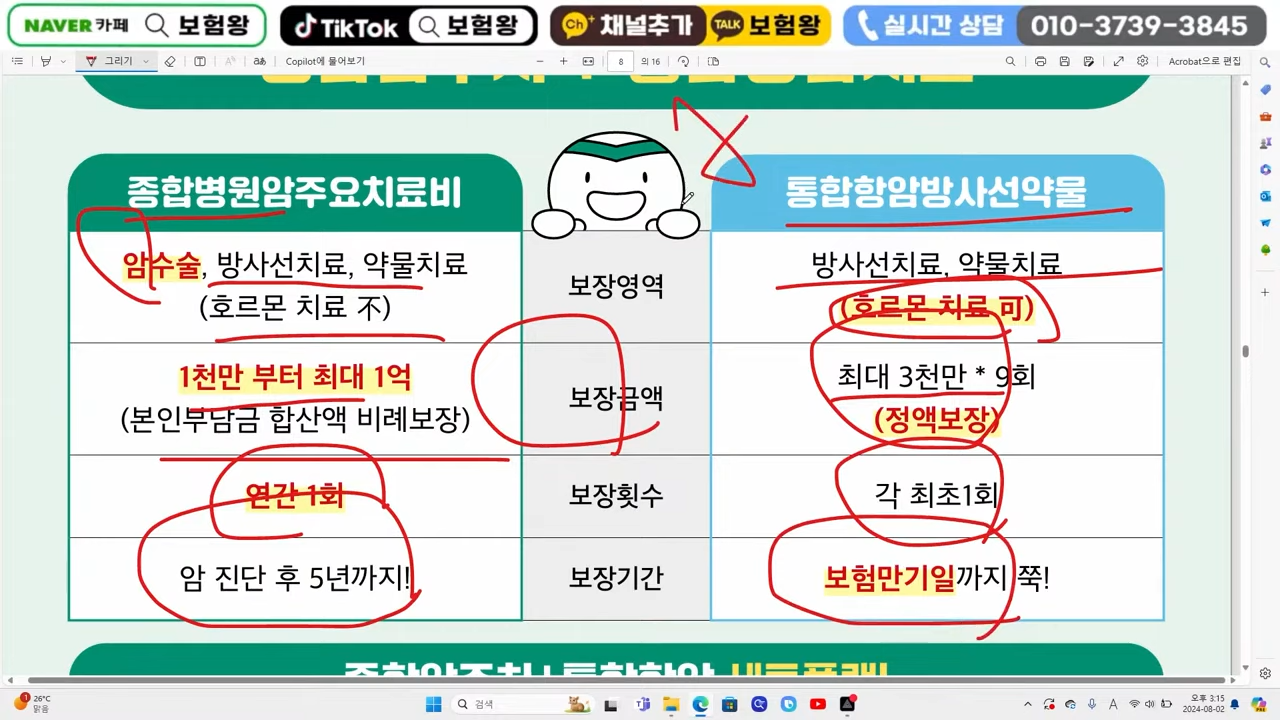 NAVER 카페 보험왕 TikTok 보험왕 Ch+ 채널추가 TALK 보험왕 실시간 상담 010-3739-3845
그리기 가あ Copilot에 물어보기 8 의 16 Acrobat으로 편집
종합병원암주요치료비 통합항암방사선약물
암수술, 방사선치료, 약물치료
(호르몬 치료 不)
보장영역
방사선치료, 약물치료
(호르몬 치료 可)
1천만 부터 최대 1억
(본인부남금 합산액 비례보장)
보장금액
최대 3천만 * 9회
(정액보장)
연간 1회 보장횟수 각 최초1회
암 진단 후 5년까지! 보장기간 보험만기일까지 쭉!
1 26°C
맑음
검색
A
오후 3:15
2024-08-02